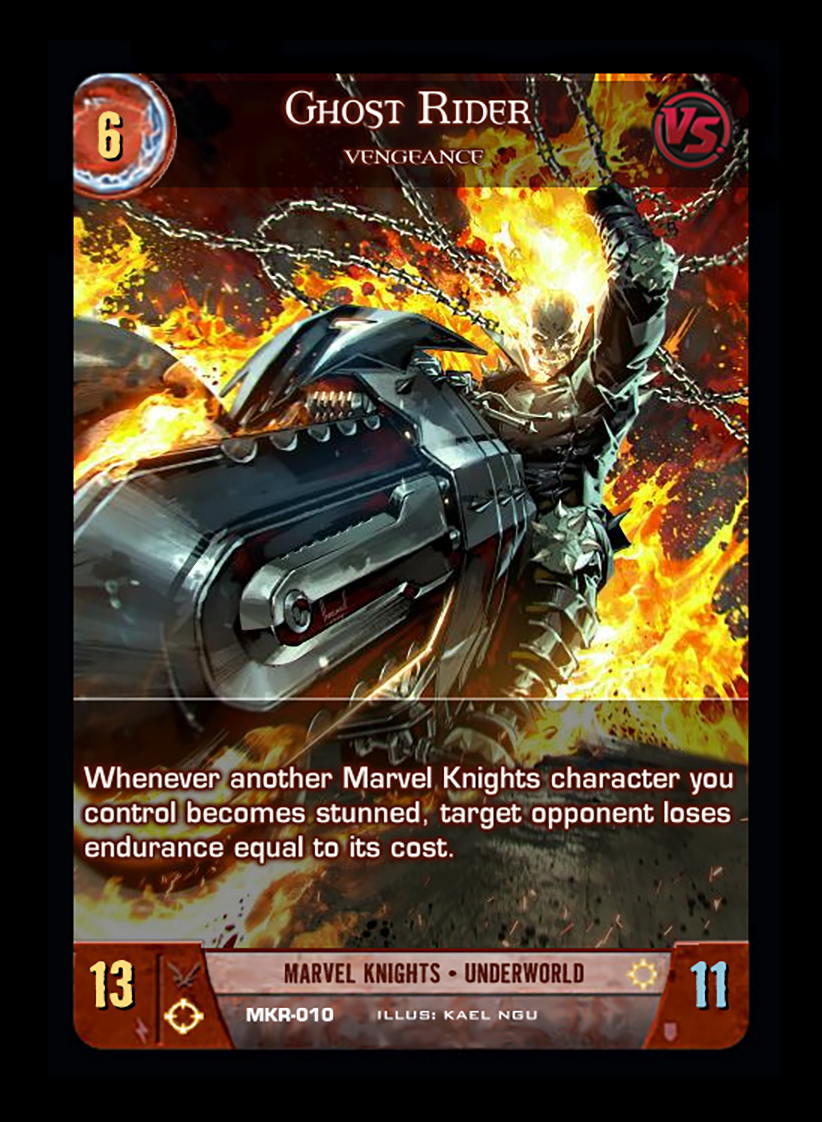 6
Ghost Rider
VS.
VENGEANCE
Whenever another Marvel Knights character you
control becomes stunned, target opponent loses
endurance equal to its cost.
13
MARVEL KNIGHTS • UNDERWORLD
11
MKR-010 ILLUS: KAEL NGU